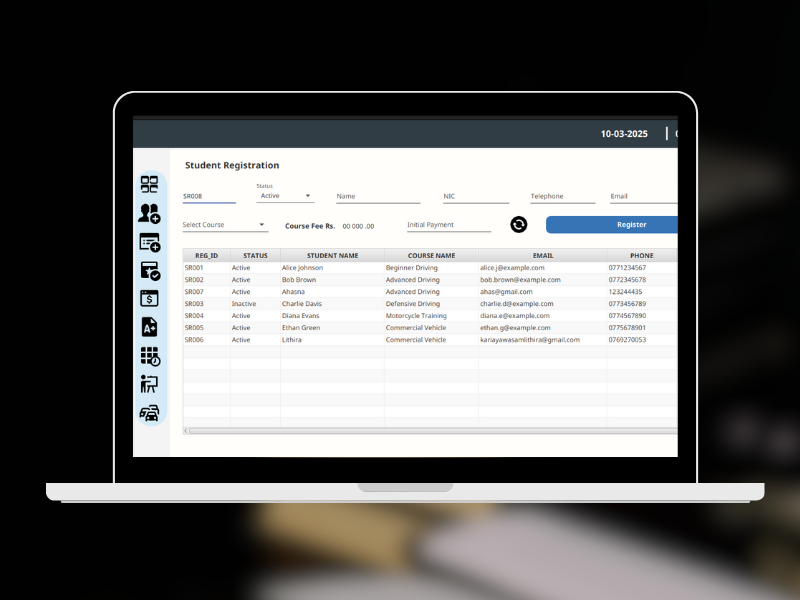 10-03-2025
Student Registration
Status
SR008 Active Name NIC Telephone Email
Select Course Course Fee Rs. 00 000 .00 Initial Payment Register
REG_ID STATUS STUDENT NAME COURSE NAME EMAIL PHONE
SR001 Active Alice Johnson Beginner Driving alice.j@example.com 0771234567
SR002 Active Bob Brown Advanced Driving bob.brown@example.com 0772345678
SR007 Active Ahasna Advanced Driving ahas@gmail.com 123244435
SR003 Inactive Charlie Davis Defensive Driving charlie.d@example.com 0773456789
SR004 Active Diana Evans Motorcycle Training diana.e@example.com 0774567890
SR005 Active Ethan Green Commercial Vehicle ethan.g@example.com 0775678901
SR006 Active Lithira Commercial Vehicle kariayawasamlithira@gmail.com 0769270053
$
A+